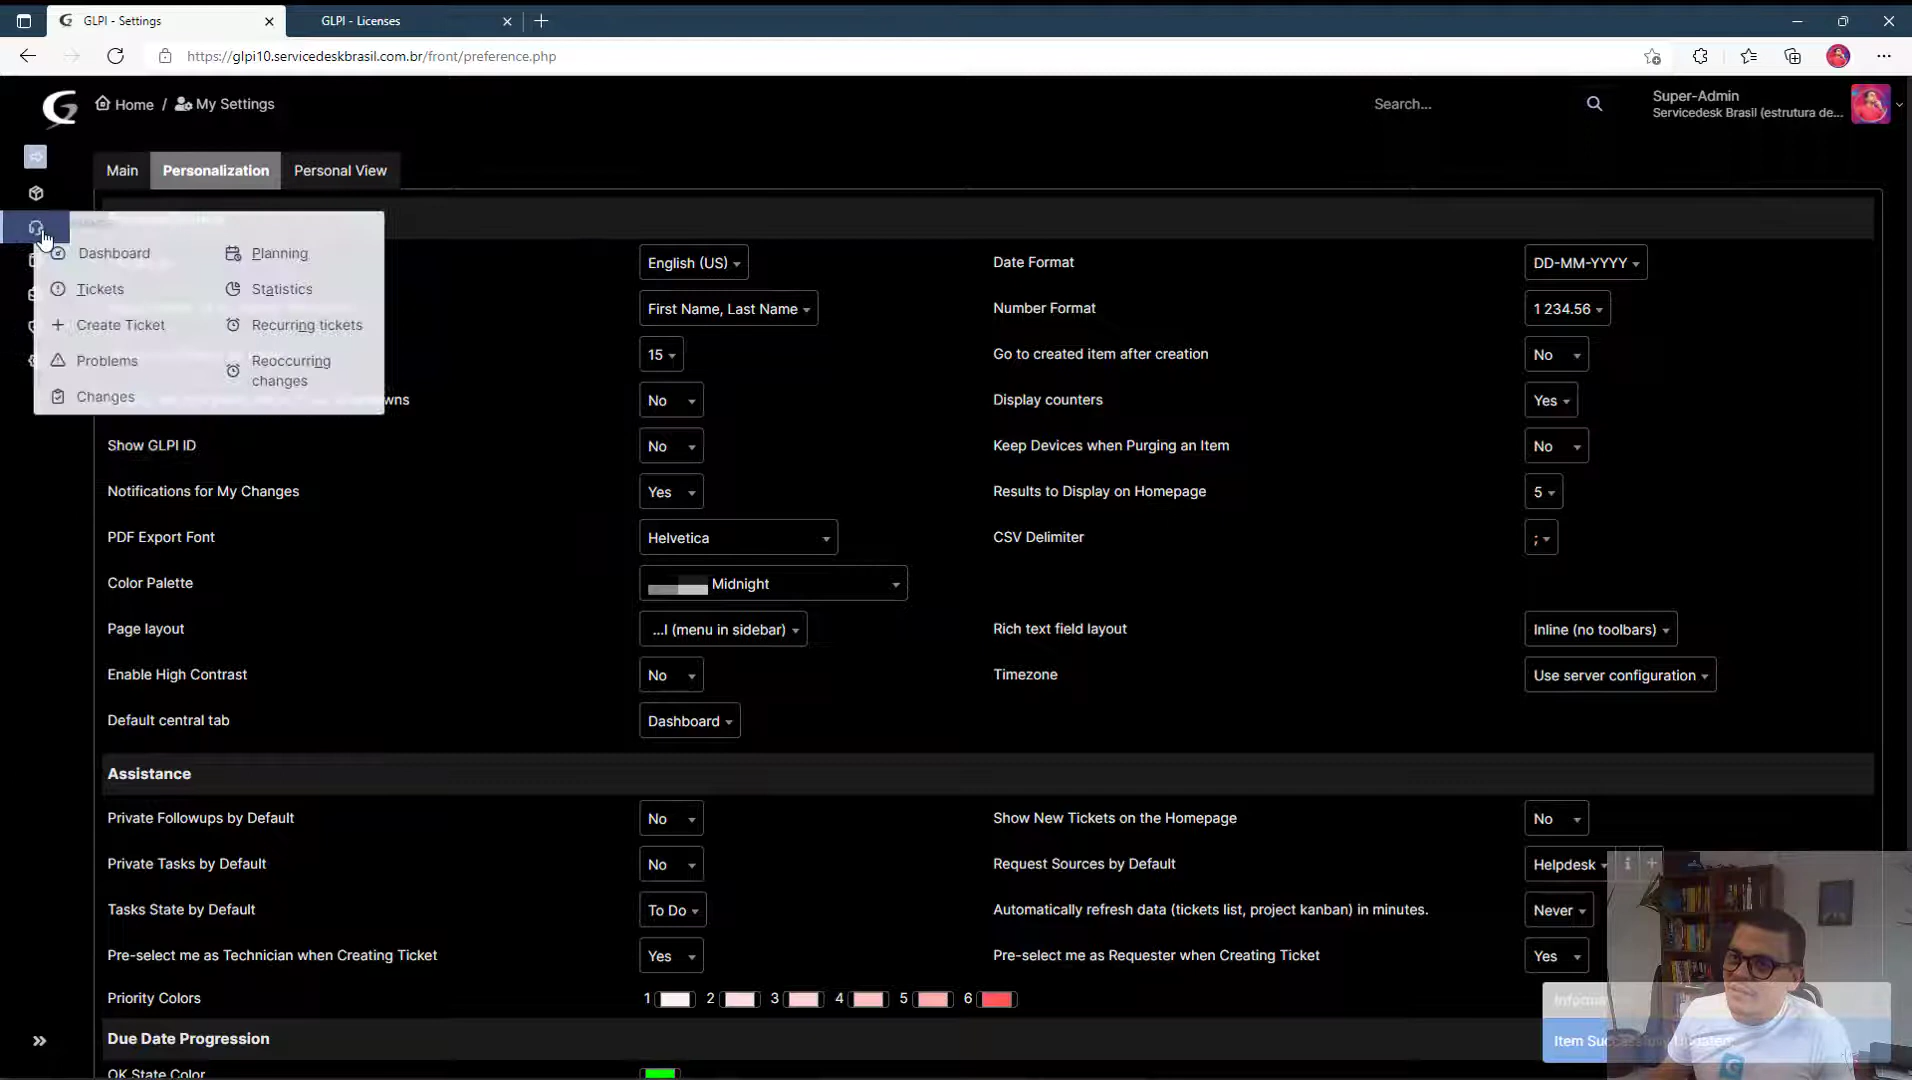 GLPI - Settings
GLPI - Licenses
https://glpi10.servicedeskbrasil.com.br/front/preference.php
Home / My Settings
Search...
Super-Admin
Servicedesk Brasil (estrutura de...
Main
Personalization
Personal View
Dashboard
Planning
Tickets
Statistics
Create Ticket
Recurring tickets
Problems
Reoccurring
changes
Changes
English (US)
Date Format
DD-MM-YYYY
First Name, Last Name
Number Format
1 234.56
15
Go to created item after creation
No
No
Display counters
Yes
Show GLPI ID
No
Keep Devices when Purging an Item
No
Notifications for My Changes
Yes
Results to Display on Homepage
5
PDF Export Font
Helvetica
CSV Delimiter
;
Color Palette
Midnight
Page layout
...l (menu in sidebar)
Rich text field layout
Inline (no toolbars)
Enable High Contrast
No
Timezone
Use server configuration
Default central tab
Dashboard
Assistance
Private Followups by Default
No
Show New Tickets on the Homepage
No
Private Tasks by Default
No
Request Sources by Default
Helpdesk
Tasks State by Default
To Do
Automatically refresh data (tickets list, project kanban) in minutes.
Never
Pre-select me as Technician when Creating Ticket
Yes
Pre-select me as Requester when Creating Ticket
Yes
Priority Colors
1 2 3 4 5 6
Due Date Progression
Item Successfully Updated
OK State Color